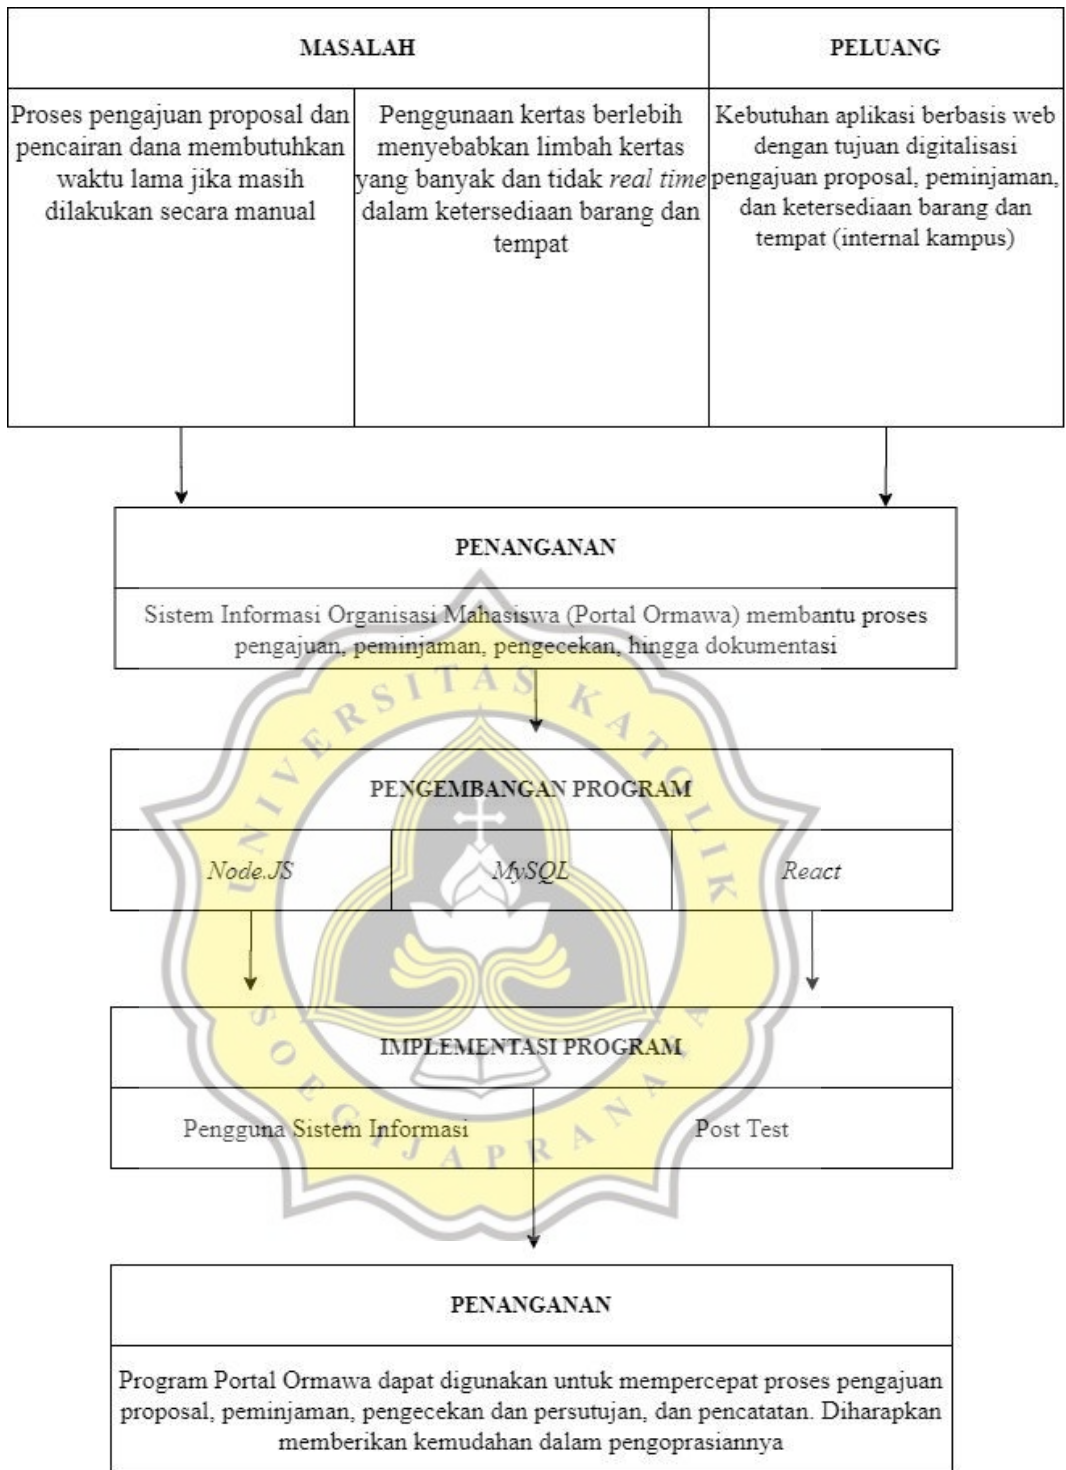 MASALAH
PELUANG
Proses pengajuan proposal dan
pencairan dana membutuhkan
waktu lama jika masih
dilakukan secara manual
Penggunaan kertas berlebih
menyebabkan limbah kertas
yang banyak dan tidak real time
dalam ketersediaan barang dan
tempat
Kebutuhan aplikasi berbasis web
dengan tujuan digitalisasi
pengajuan proposal, peminjaman,
dan ketersediaan barang dan
tempat (internal kampus)
PENANGANAN
Sistem Informasi Organisasi Mahasiswa (Portal Ormawa) membantu proses
pengajuan, peminjaman, pengecekan, hingga dokumentasi
UNIVERSITAS KATOLIK
PENGEMBANGAN PROGRAM
Node.JS
MySQL
React
IMPLEMENTASI PROGRAM
Pengguna Sistem Informasi
Post Test
SOEGIJAPRANATA
PENANGANAN
Program Portal Ormawa dapat digunakan untuk mempercepat proses pengajuan
proposal, peminjaman, pengecekan dan persutujan, dan pencatatan. Diharapkan
memberikan kemudahan dalam pengoprasiannya